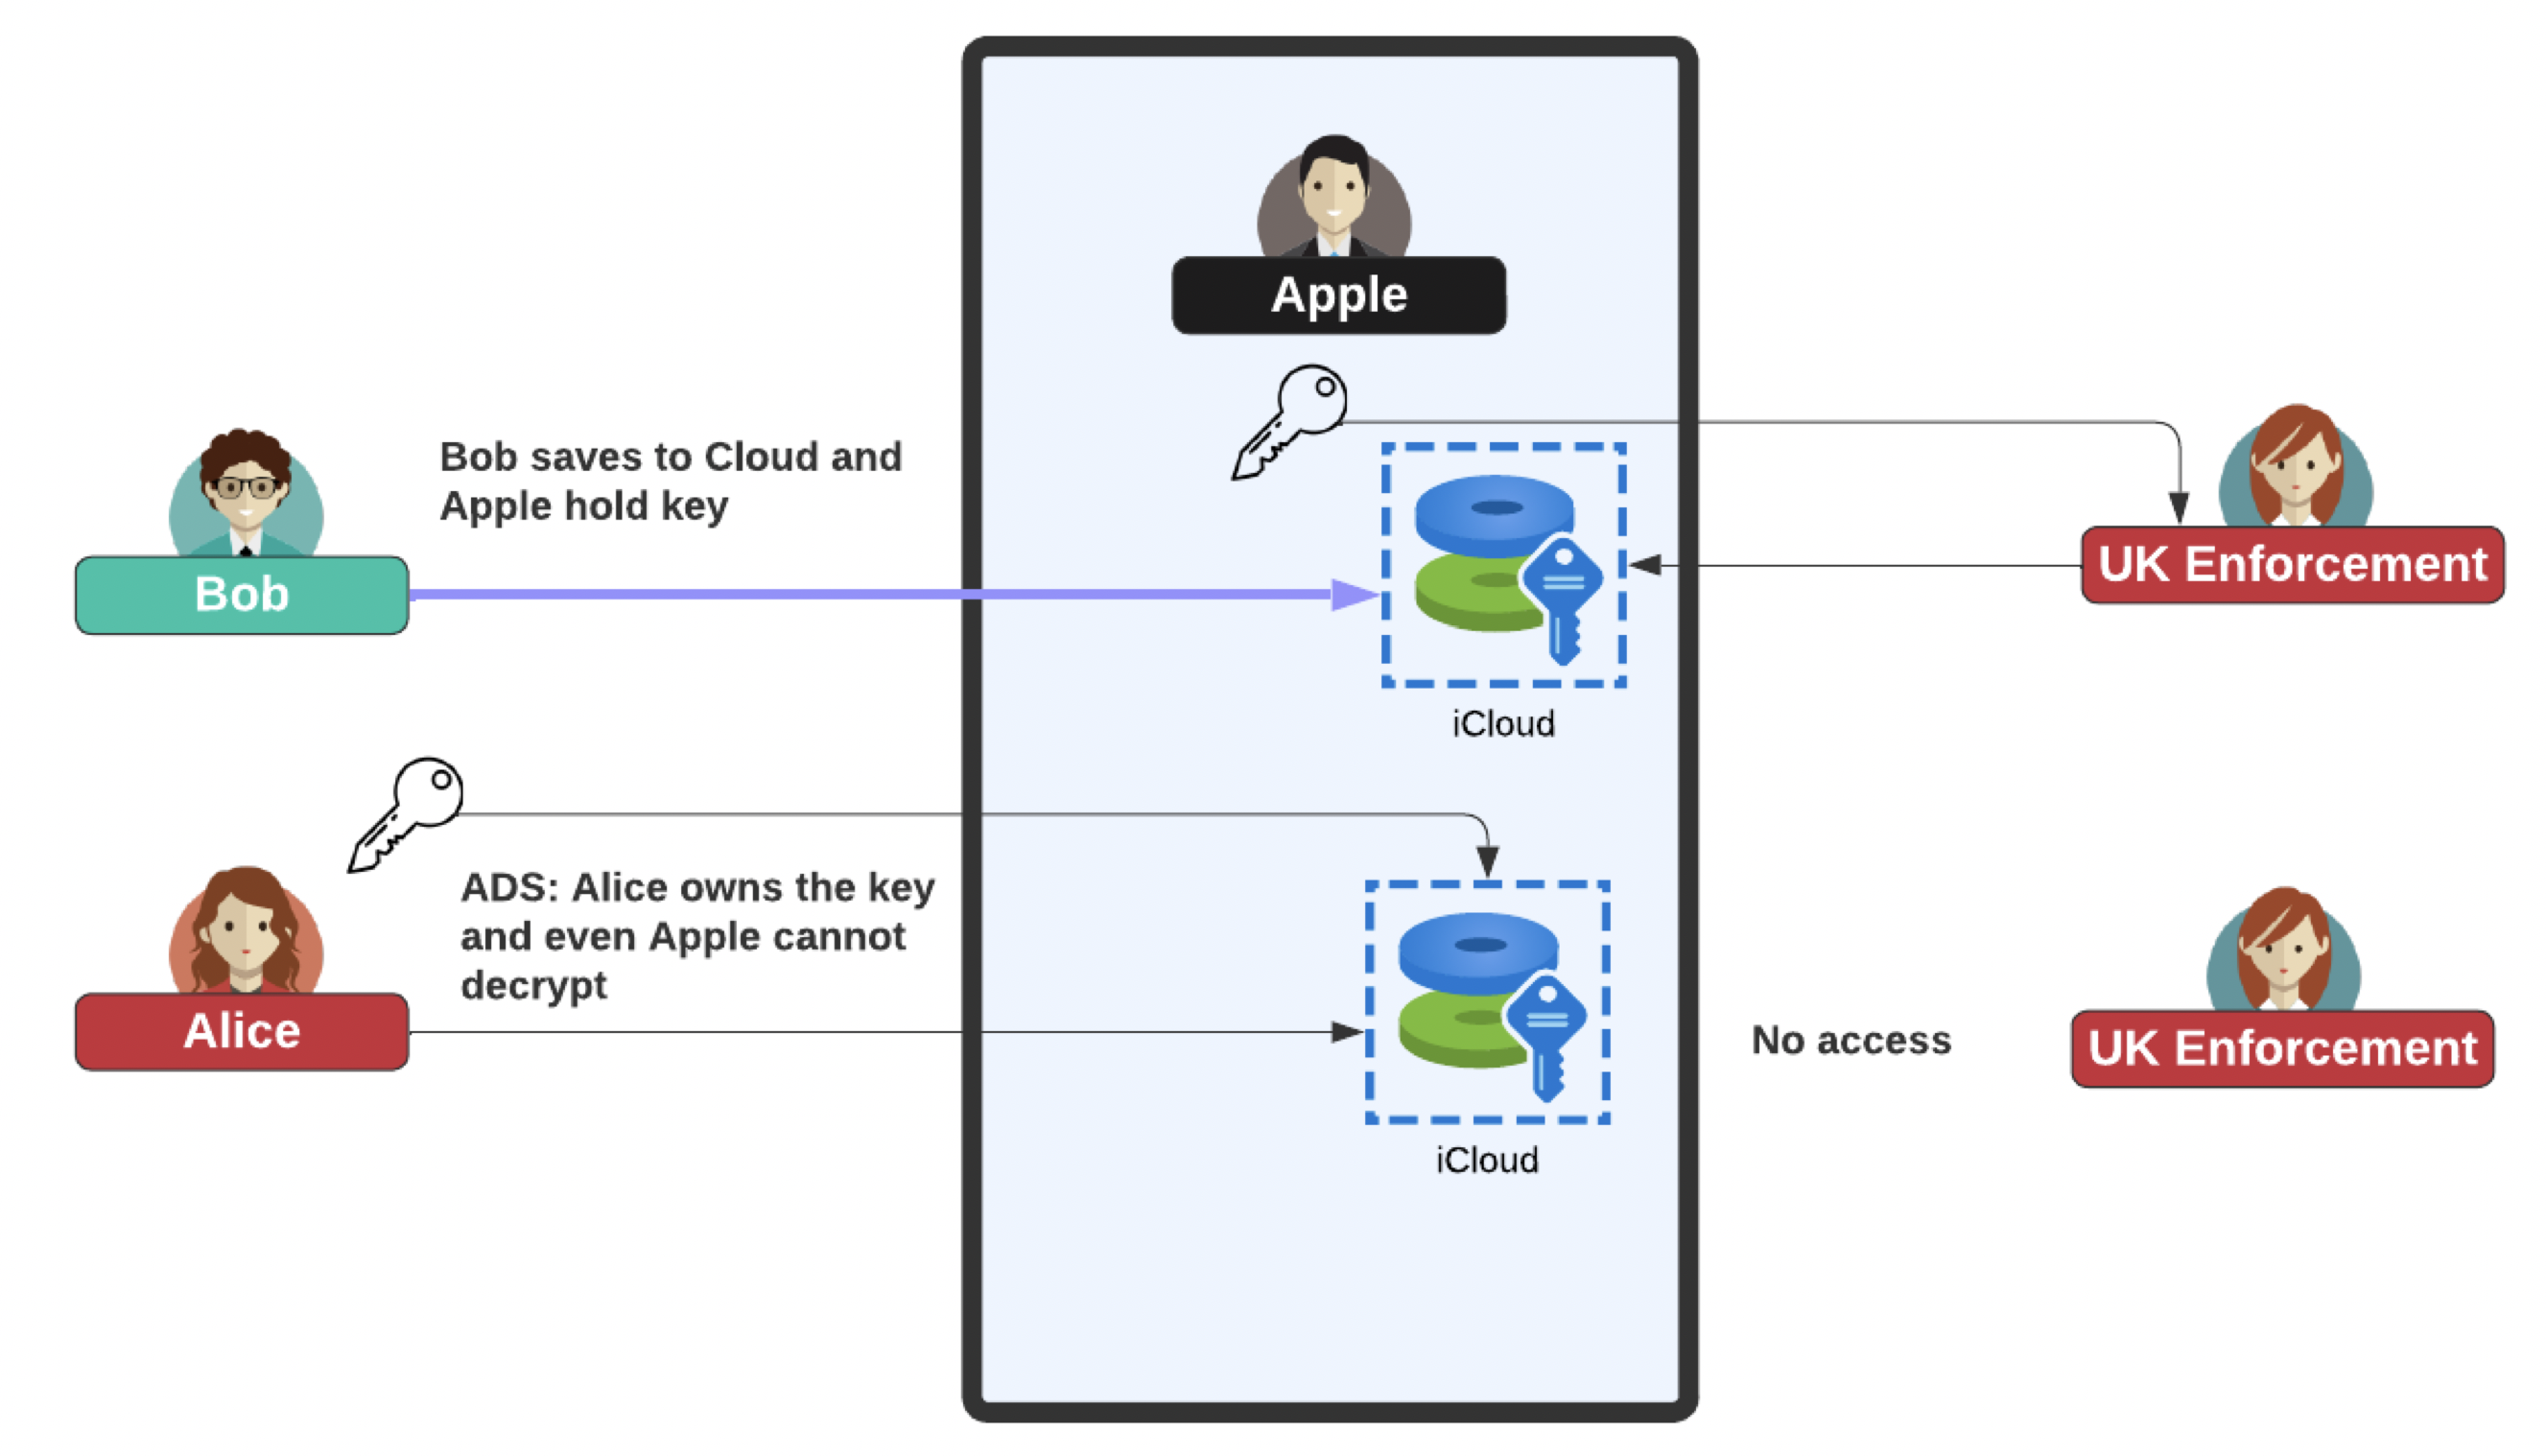 Apple
Bob saves to Cloud and
Apple hold key
Bob
UK Enforcement
iCloud
ADS: Alice owns the key
and even Apple cannot
decrypt
Alice
No access
UK Enforcement
iCloud